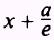 x + a/e